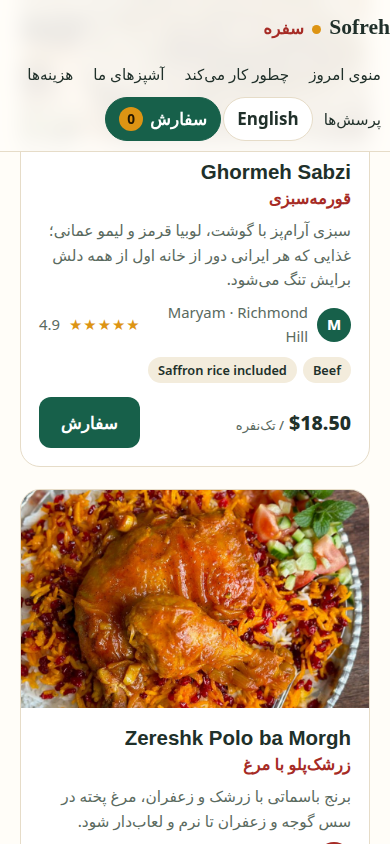 Sofreh سفره
منوی امروز چطور کار می‌کند آشپزهای ما هزینه‌ها
پرسش‌ها English سفارش 0
Ghormeh Sabzi
قورمه‌سبزی
سبزی آرام‌پز با گوشت، لوبیا قرمز و لیمو عمانی؛
غذایی که هر ایرانی دور از خانه اول از همه دلش
برایش تنگ می‌شود.
M Maryam · Richmond Hill ★★★★★ 4.9
Beef Saffron rice included
$18.50 / تک‌نفره سفارش
Zereshk Polo ba Morgh
زرشک‌پلو با مرغ
برنج باسماتی با زرشک و زعفران، مرغ پخته در
سس گوجه و زعفران تا نرم و لعاب‌دار شود.